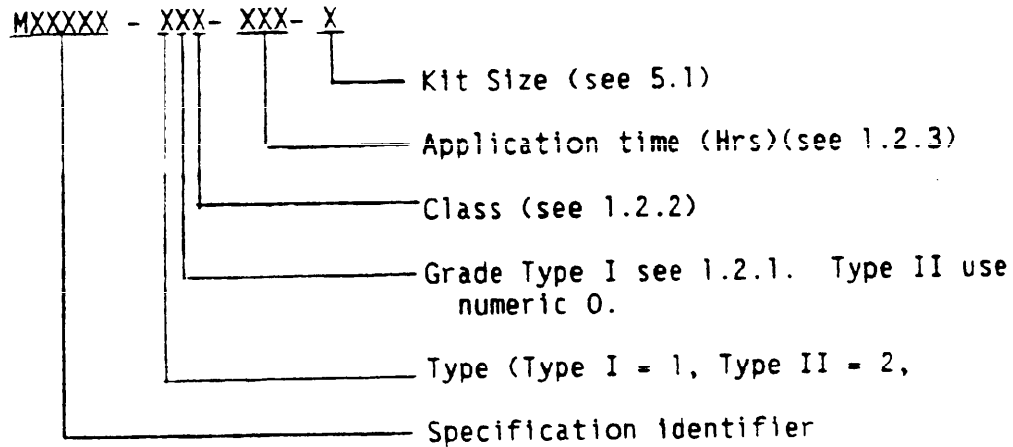 MXXXXX - XXX- XXX- X
Kit Size (see 5.1)
Application time (Hrs)(see 1.2.3)
Class (see 1.2.2)
Grade Type I see 1.2.1. Type II use
numeric 0.
Type (Type I = 1, Type II = 2,
Specification identifier